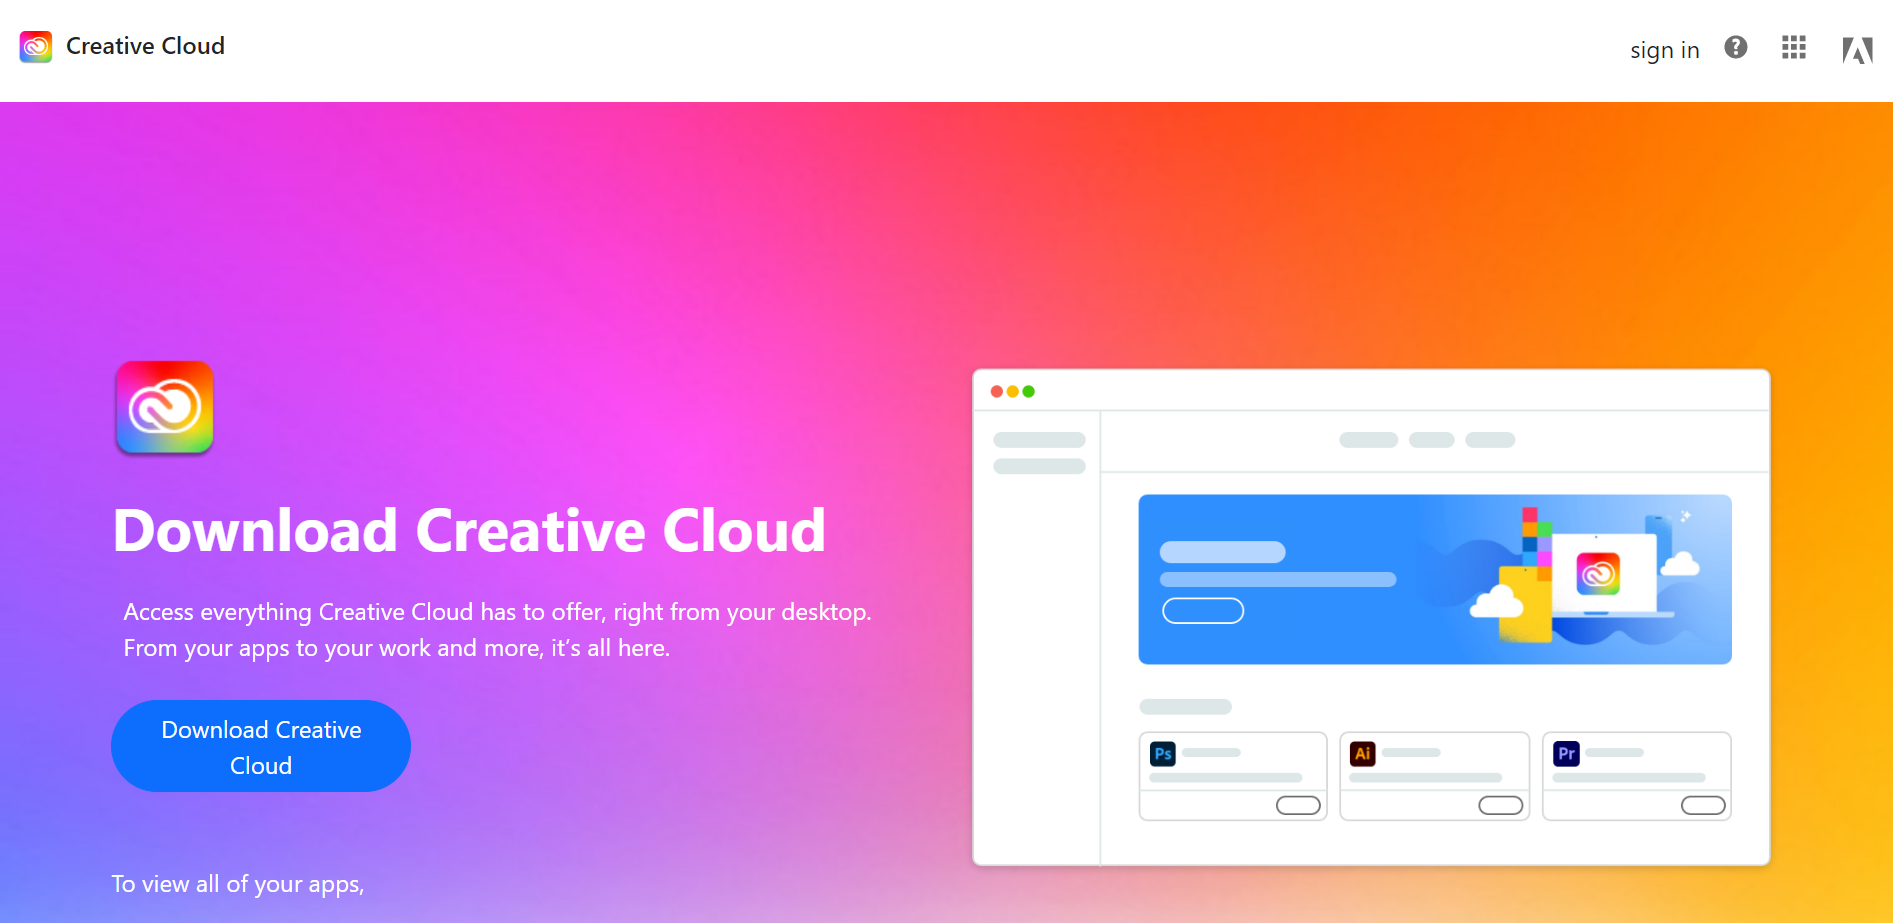 Creative Cloud
sign in
Download Creative Cloud
Access everything Creative Cloud has to offer, right from your desktop.
From your apps to your work and more, it’s all here.
Download Creative
Cloud
To view all of your apps,
Ps
Ai
Pr